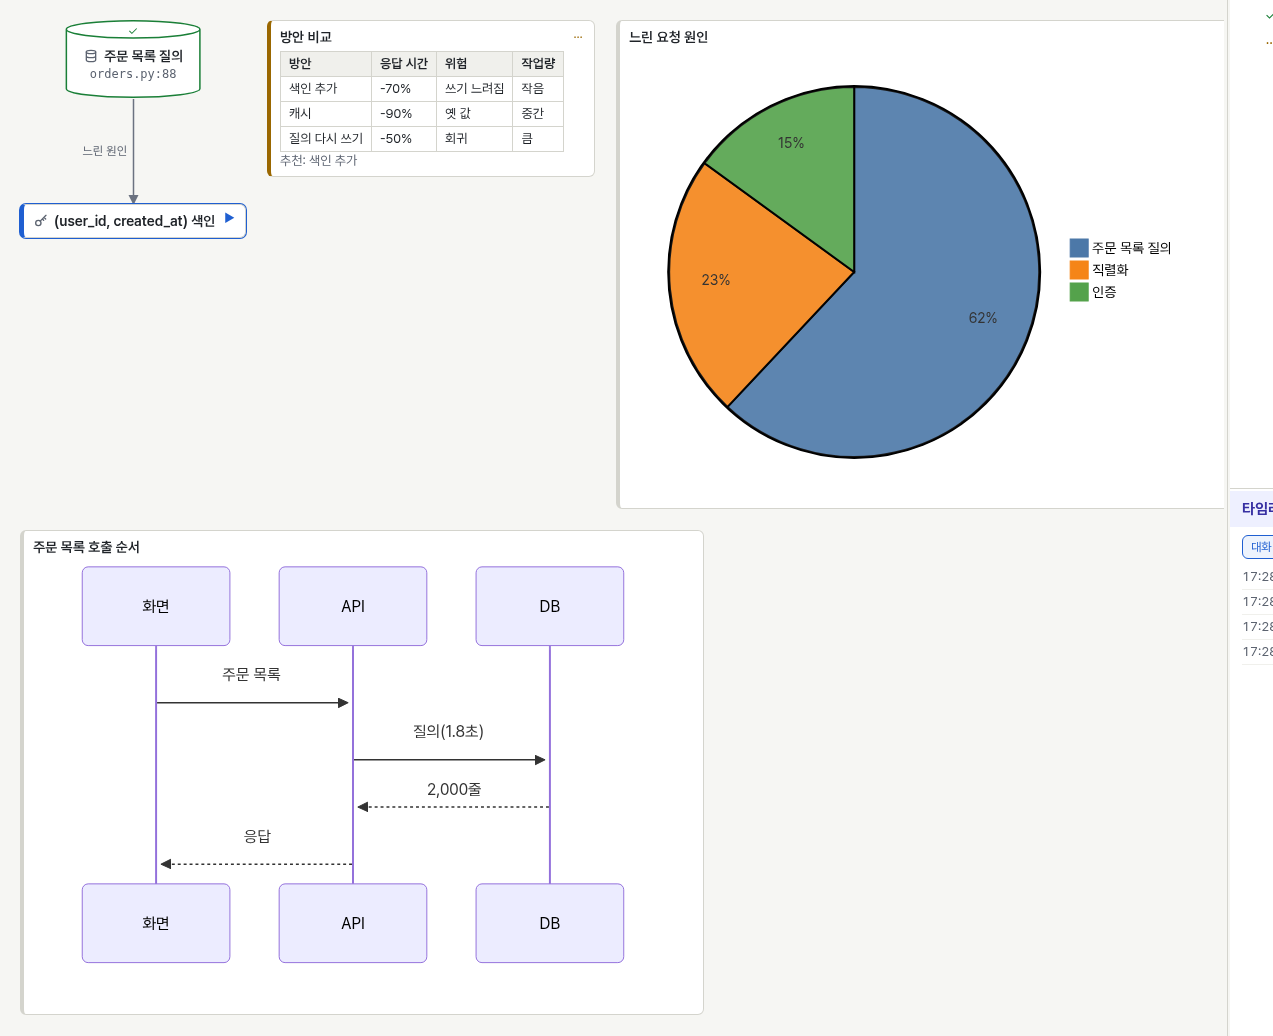 주문 목록 질의
orders.py:88
느린 원인
(user_id, created_at) 색인
방안 비교
...
방안 응답 시간 위험 작업량
색인 추가 -70% 쓰기 느려짐 작음
캐시 -90% 옛 값 중간
질의 다시 쓰기 -50% 회귀 큼
추천: 색인 추가
느린 요청 원인
15%
23%
62%
주문 목록 질의
직렬화
인증
주문 목록 호출 순서
화면 API DB
주문 목록
질의(1.8초)
2,000줄
응답
화면 API DB
대화
17:28
17:28
17:28
17:28